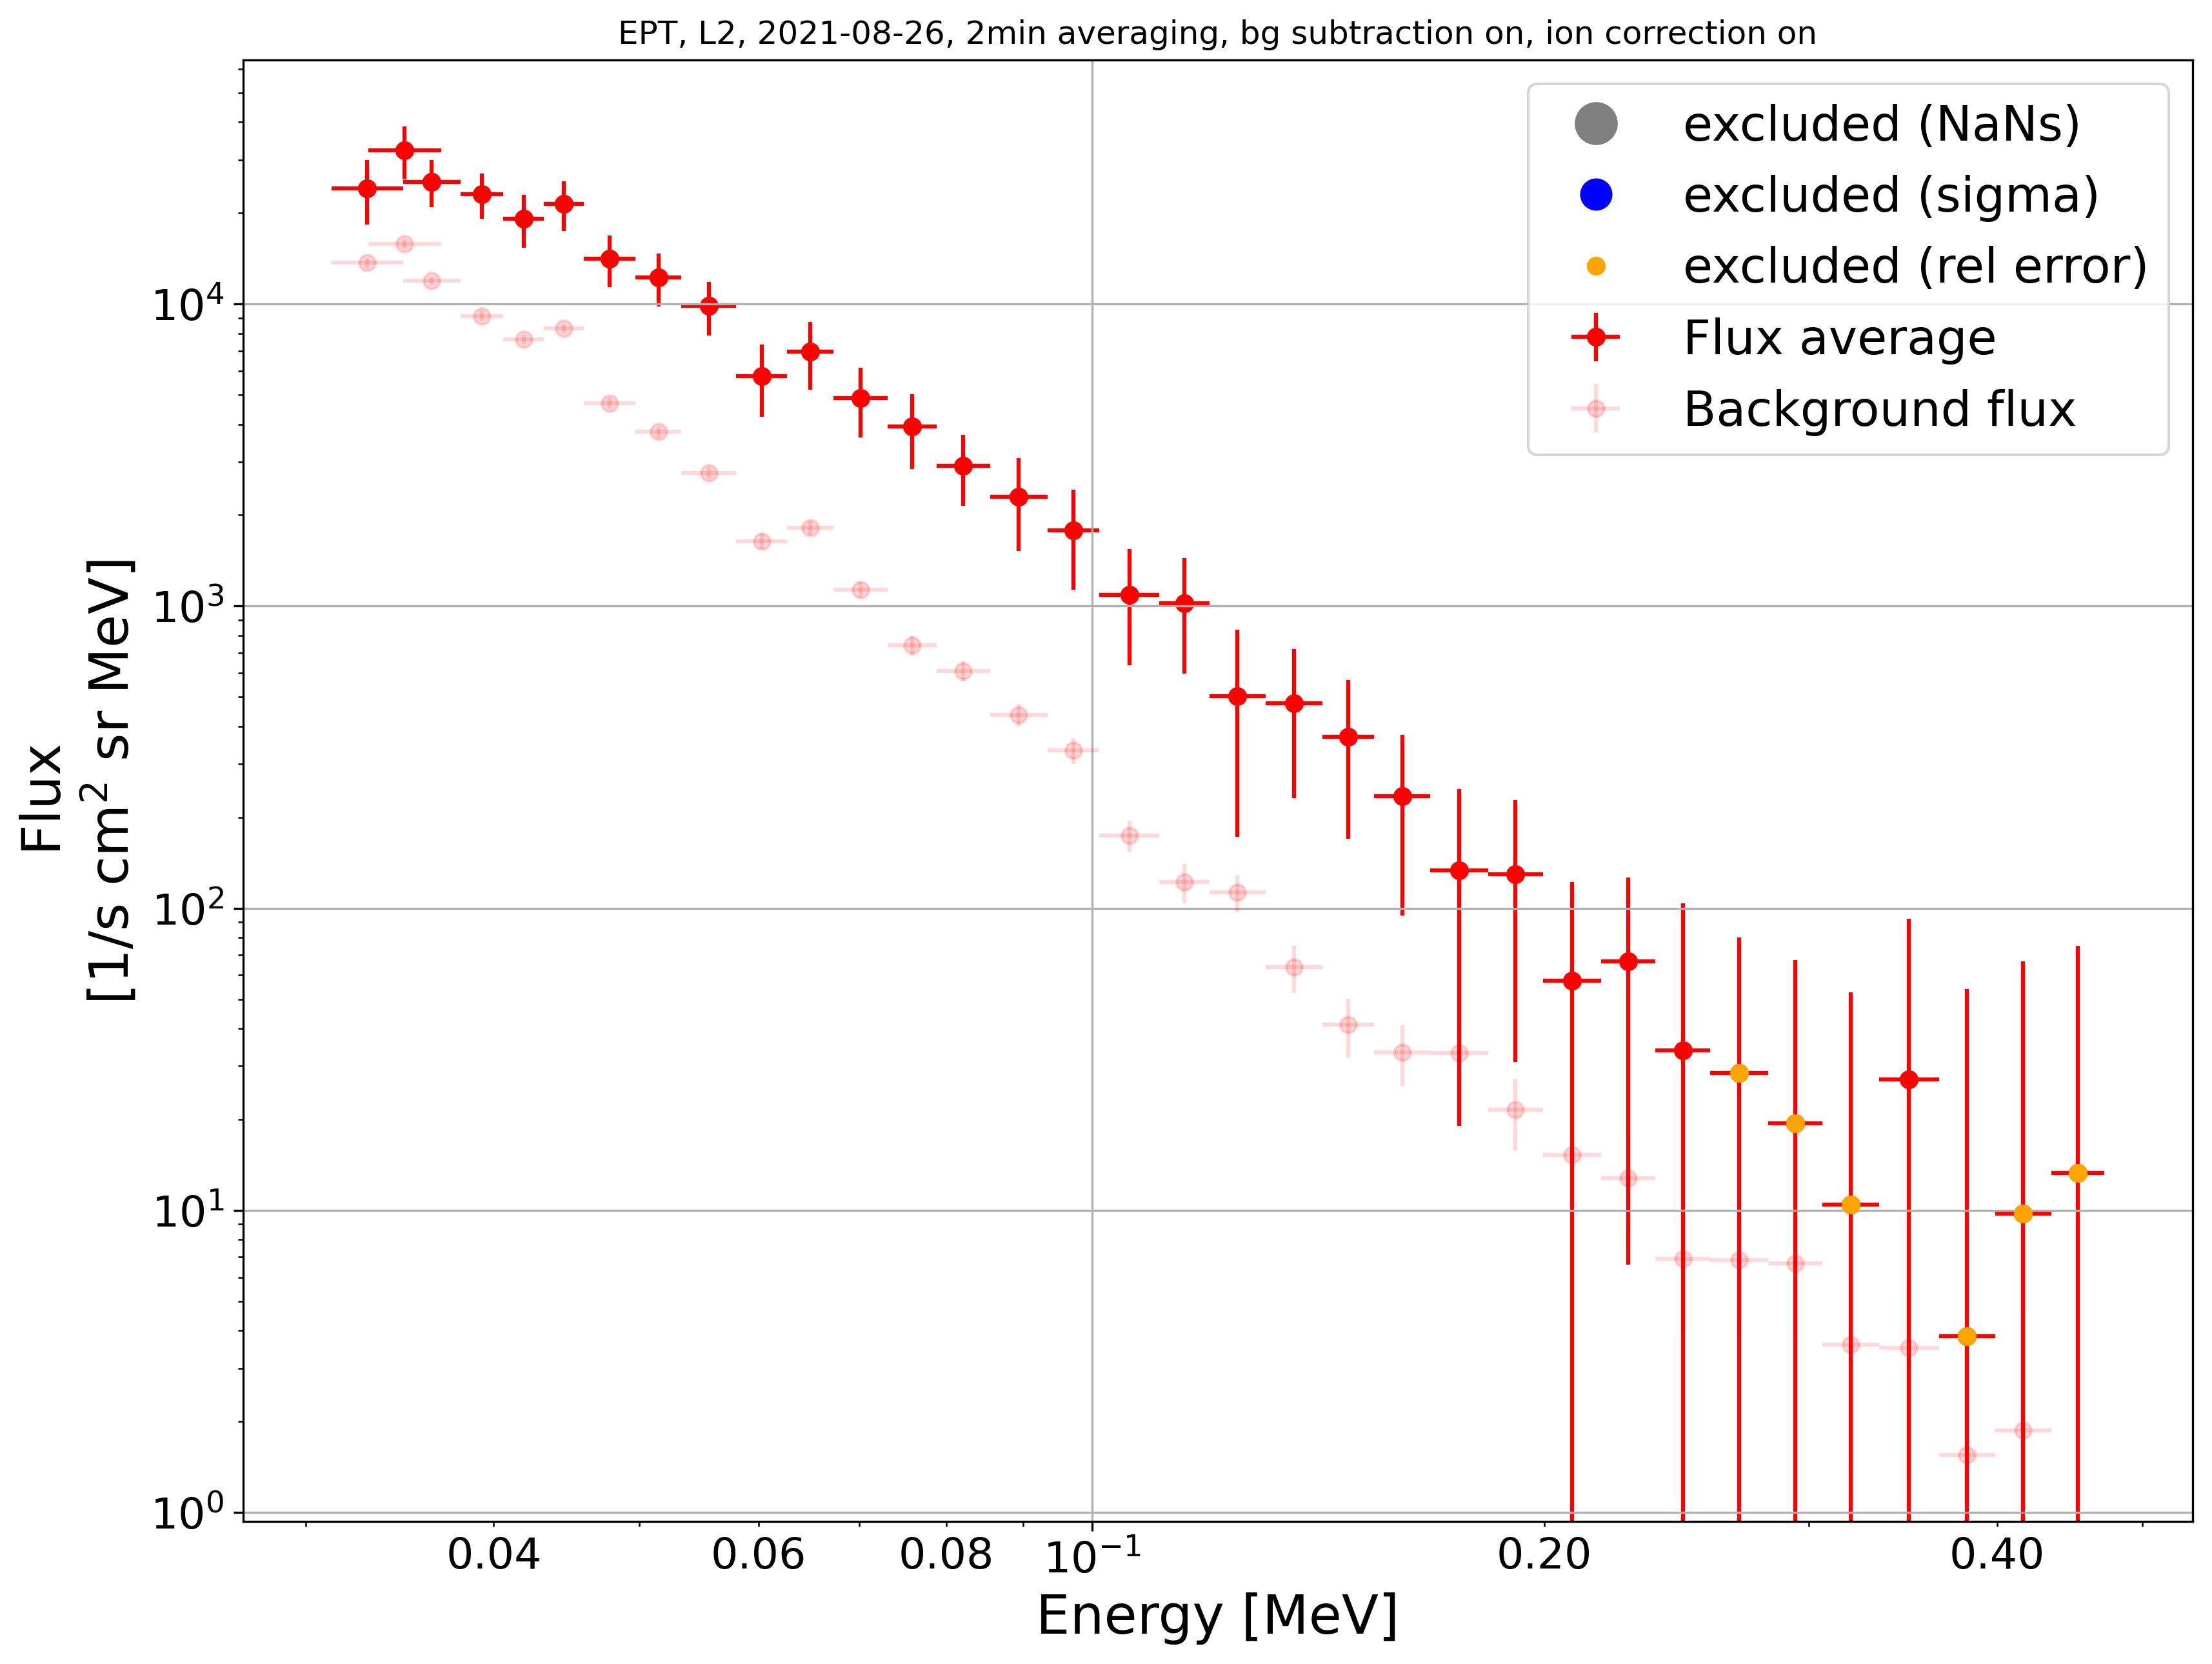 EPT, L2, 2021-08-26, 2min averaging, bg subtraction on, ion correction on
excluded (NaNs)
excluded (sigma)
excluded (rel error)
Flux average
Background flux
Flux
[1/s cm² sr MeV]
10⁴
10³
10²
10¹
10⁰
0.04
0.06
0.08
10⁻¹
0.20
0.40
Energy [MeV]